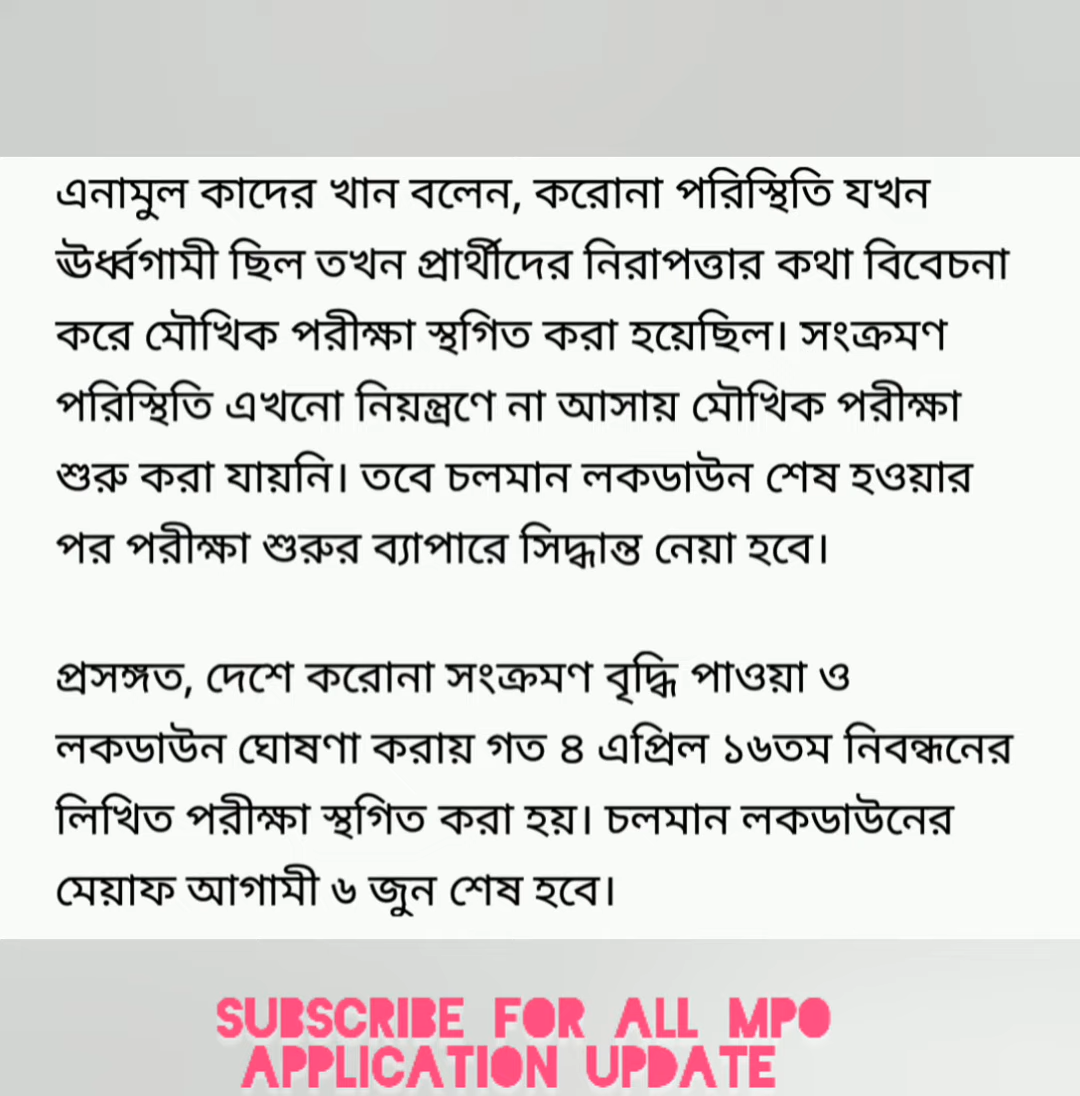 এনামুল কাদের খান বলেন, করোনা পরিস্থিতি যখন
ঊর্ধ্বগামী ছিল তখন প্রার্থীদের নিরাপত্তার কথা বিবেচনা
করে মৌখিক পরীক্ষা স্থগিত করা হয়েছিল। সংক্রমণ
পরিস্থিতি এখনো নিয়ন্ত্রণে না আসায় মৌখিক পরীক্ষা
শুরু করা যায়নি। তবে চলমান লকডাউন শেষ হওয়ার
পর পরীক্ষা শুরুর ব্যাপারে সিদ্ধান্ত নেয়া হবে।
প্রসঙ্গত, দেশে করোনা সংক্রমণ বৃদ্ধি পাওয়া ও
লকডাউন ঘোষণা করায় গত ৪ এপ্রিল ১৬তম নিবন্ধনের
লিখিত পরীক্ষা স্থগিত করা হয়। চলমান লকডাউনের
মেয়াফ আগামী ৬ জুন শেষ হবে।
SUBSCRIBE FOR ALL MPO
APPLICATION UPDATE